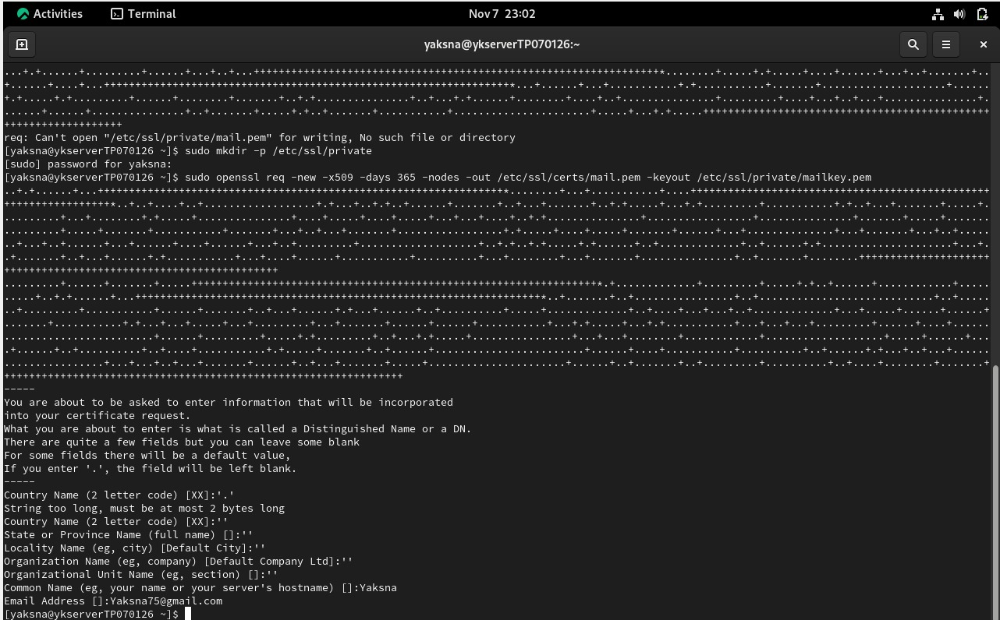 Activities
Terminal
Nov 7 23:02
yaksna@ykserverTP070126:~
req: Can't open "/etc/ssl/private/mail.pem" for writing, No such file or directory
[yaksna@ykserverTP070126 ~]$ sudo mkdir -p /etc/ssl/private
[sudo] password for yaksna:
[yaksna@ykserverTP070126 ~]$ sudo openssl req -new -x509 -days 365 -nodes -out /etc/ssl/certs/mail.pem -keyout /etc/ssl/private/mailkey.pem
-----
You are about to be asked to enter information that will be incorporated
into your certificate request.
What you are about to enter is what is called a Distinguished Name or a DN.
There are quite a few fields but you can leave some blank
For some fields there will be a default value,
If you enter '.', the field will be left blank.
-----
Country Name (2 letter code) [XX]:'.'
String too long, must be at most 2 bytes long
Country Name (2 letter code) [XX]:''
State or Province Name (full name) []:''
Locality Name (eg, city) [Default City]:''
Organization Name (eg, company) [Default Company Ltd]:''
Organizational Unit Name (eg, section) []:''
Common Name (eg, your name or your server's hostname) []:Yaksna
Email Address []:Yaksna75@gmail.com
[yaksna@ykserverTP070126 ~]$